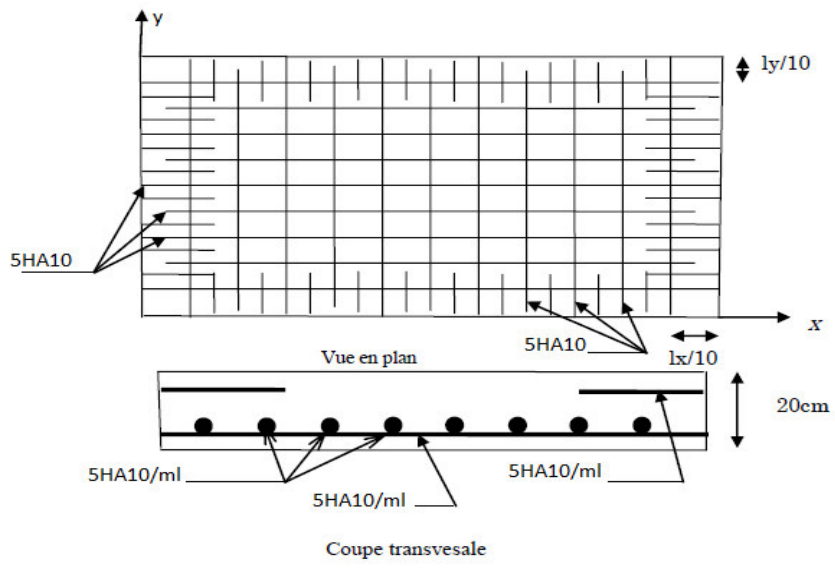 y
ly/10
5HA10
x
5HA10
lx/10
Vue en plan
20cm
5HA10/ml
5HA10/ml
5HA10/ml
Coupe transvesale